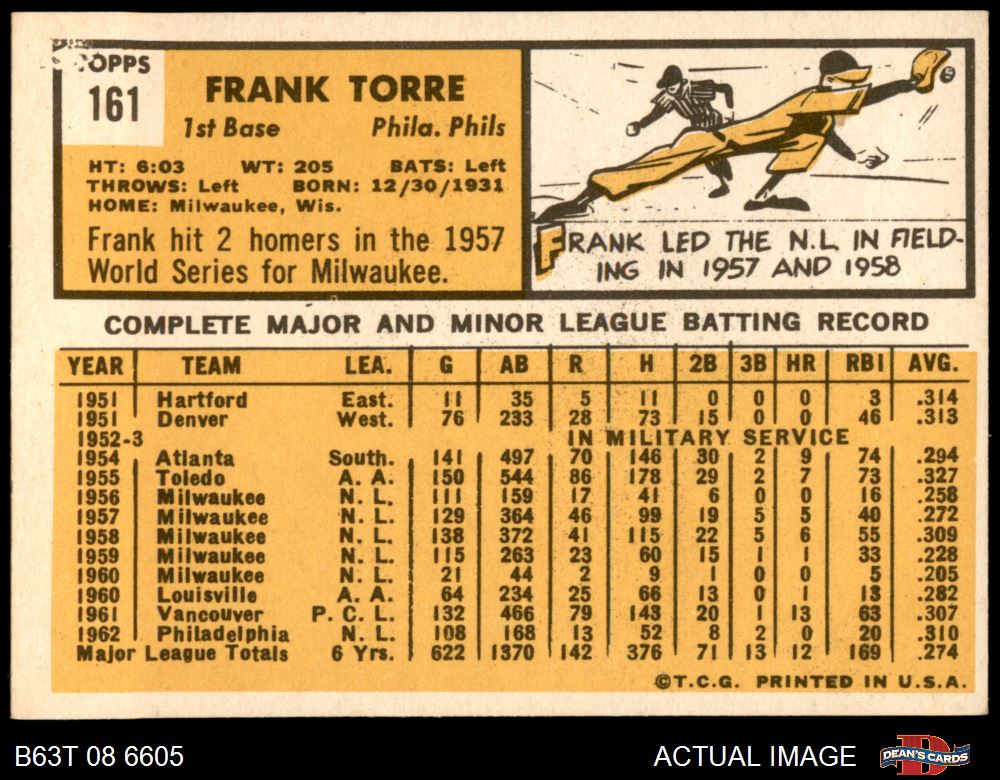 TOPPS
161
FRANK TORRE
1st Base Phila. Phils
HT: 6:03 WT: 205 BATS: Left
THROWS: Left BORN: 12/30/1931
HOME: Milwaukee, Wis.
Frank hit 2 homers in the 1957
World Series for Milwaukee.
FRANK LED THE N.L. IN FIELD-
ING IN 1957 AND 1958
COMPLETE MAJOR AND MINOR LEAGUE BATTING RECORD
YEAR TEAM LEA. G AB R H 2B 3B HR RBI AVG.
1951 Hartford East. 11 35 5 11 0 0 0 3 .314
1951 Denver West. 76 233 28 73 15 0 0 46 .313
1952-3 IN MILITARY SERVICE
1954 Atlanta South. 141 497 70 146 30 2 9 74 .294
1955 Toledo A. A. 150 544 86 178 29 2 7 73 .327
1956 Milwaukee N. L. 111 159 17 41 6 0 0 16 .258
1957 Milwaukee N. L. 129 364 46 99 19 5 5 40 .272
1958 Milwaukee N. L. 138 372 41 115 22 5 6 55 .309
1959 Milwaukee N. L. 115 263 23 60 15 1 1 33 .228
1960 Milwaukee N. L. 21 44 2 9 1 0 0 5 .205
1960 Louisville A. A. 64 234 25 66 13 0 1 13 .282
1961 Vancouver P. C. L. 132 466 79 143 20 1 13 63 .307
1962 Philadelphia N. L. 108 168 13 52 8 2 0 20 .310
Major League Totals 6 Yrs. 622 1370 142 376 71 13 12 169 .274
©T.C.G. PRINTED IN U.S.A.
B63T 08 6605 ACTUAL IMAGE DEAN'S CARDS